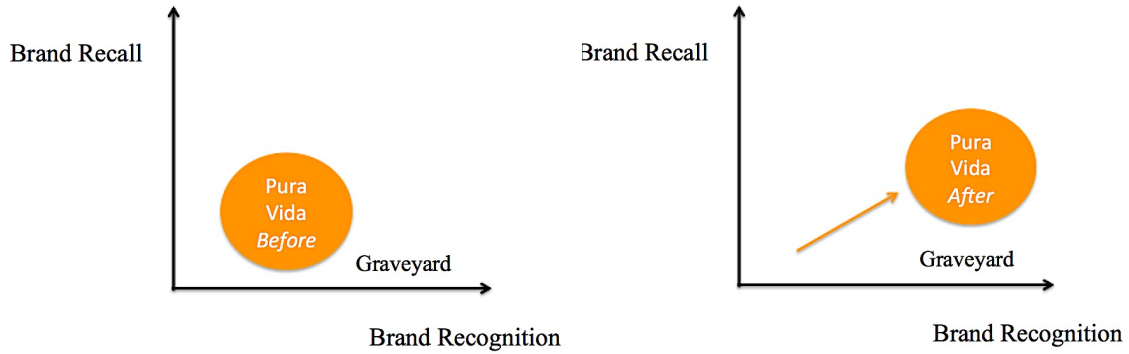 Brand Recall
Pura
Vida
Before
Graveyard
Brand Recognition
Brand Recall
Pura
Vida
After
Graveyard
Brand Recognition